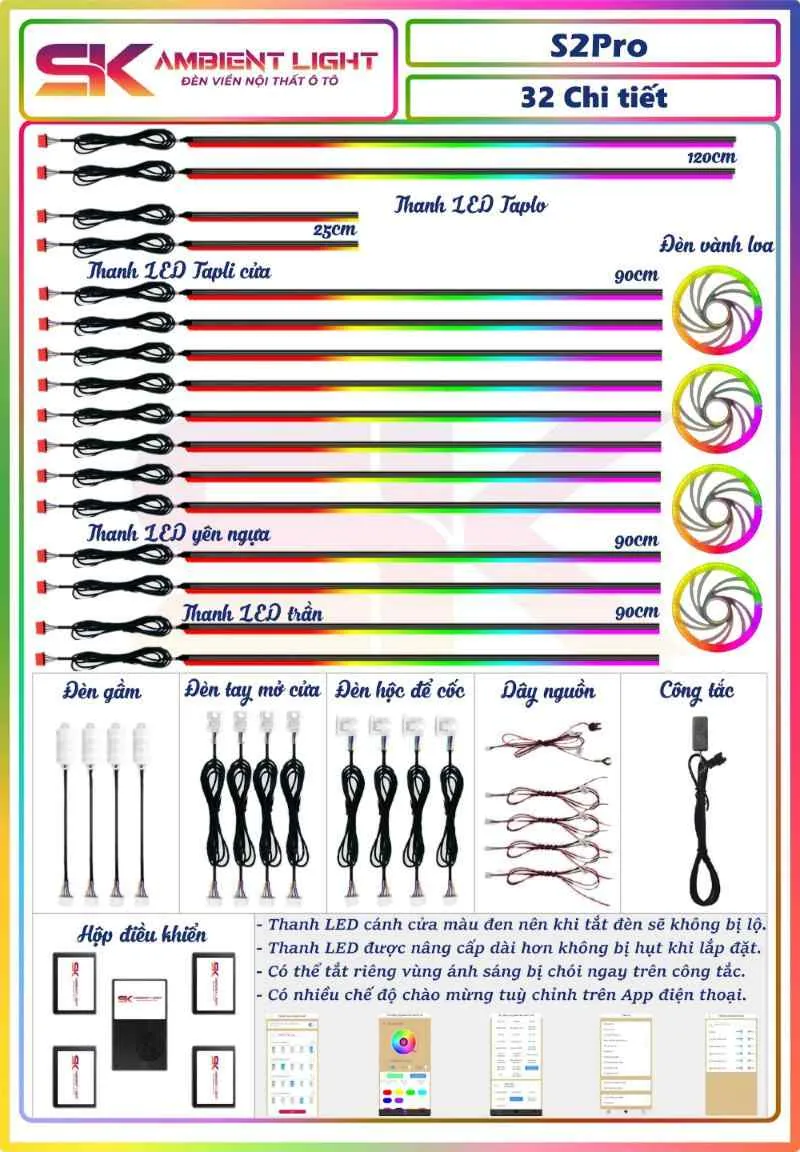 SK AMBIENT LIGHT
ĐÈN VIỀN NỘI THẤT Ô TÔ
S2Pro
32 Chi tiết
120cm
Thanh LED Taplo
25cm
Đèn vành loa
Thanh LED Tapli cửa
90cm
Thanh LED yên ngựa
90cm
Thanh LED trần
90cm
Đèn gầm
Đèn tay mở cửa
Đèn hộc để cốc
Dây nguồn
Công tắc
Hộp điều khiển
SK AMBIENT LIGHT
- Thanh LED cánh cửa màu đen nên khi tắt đèn sẽ không bị lộ.
- Thanh LED được nâng cấp dài hơn không bị hụt khi lắp đặt.
- Có thể tắt riêng vùng ánh sáng bị chói ngay trên công tắc.
- Có nhiều chế độ chào mừng tuỳ chỉnh trên App điện thoại.